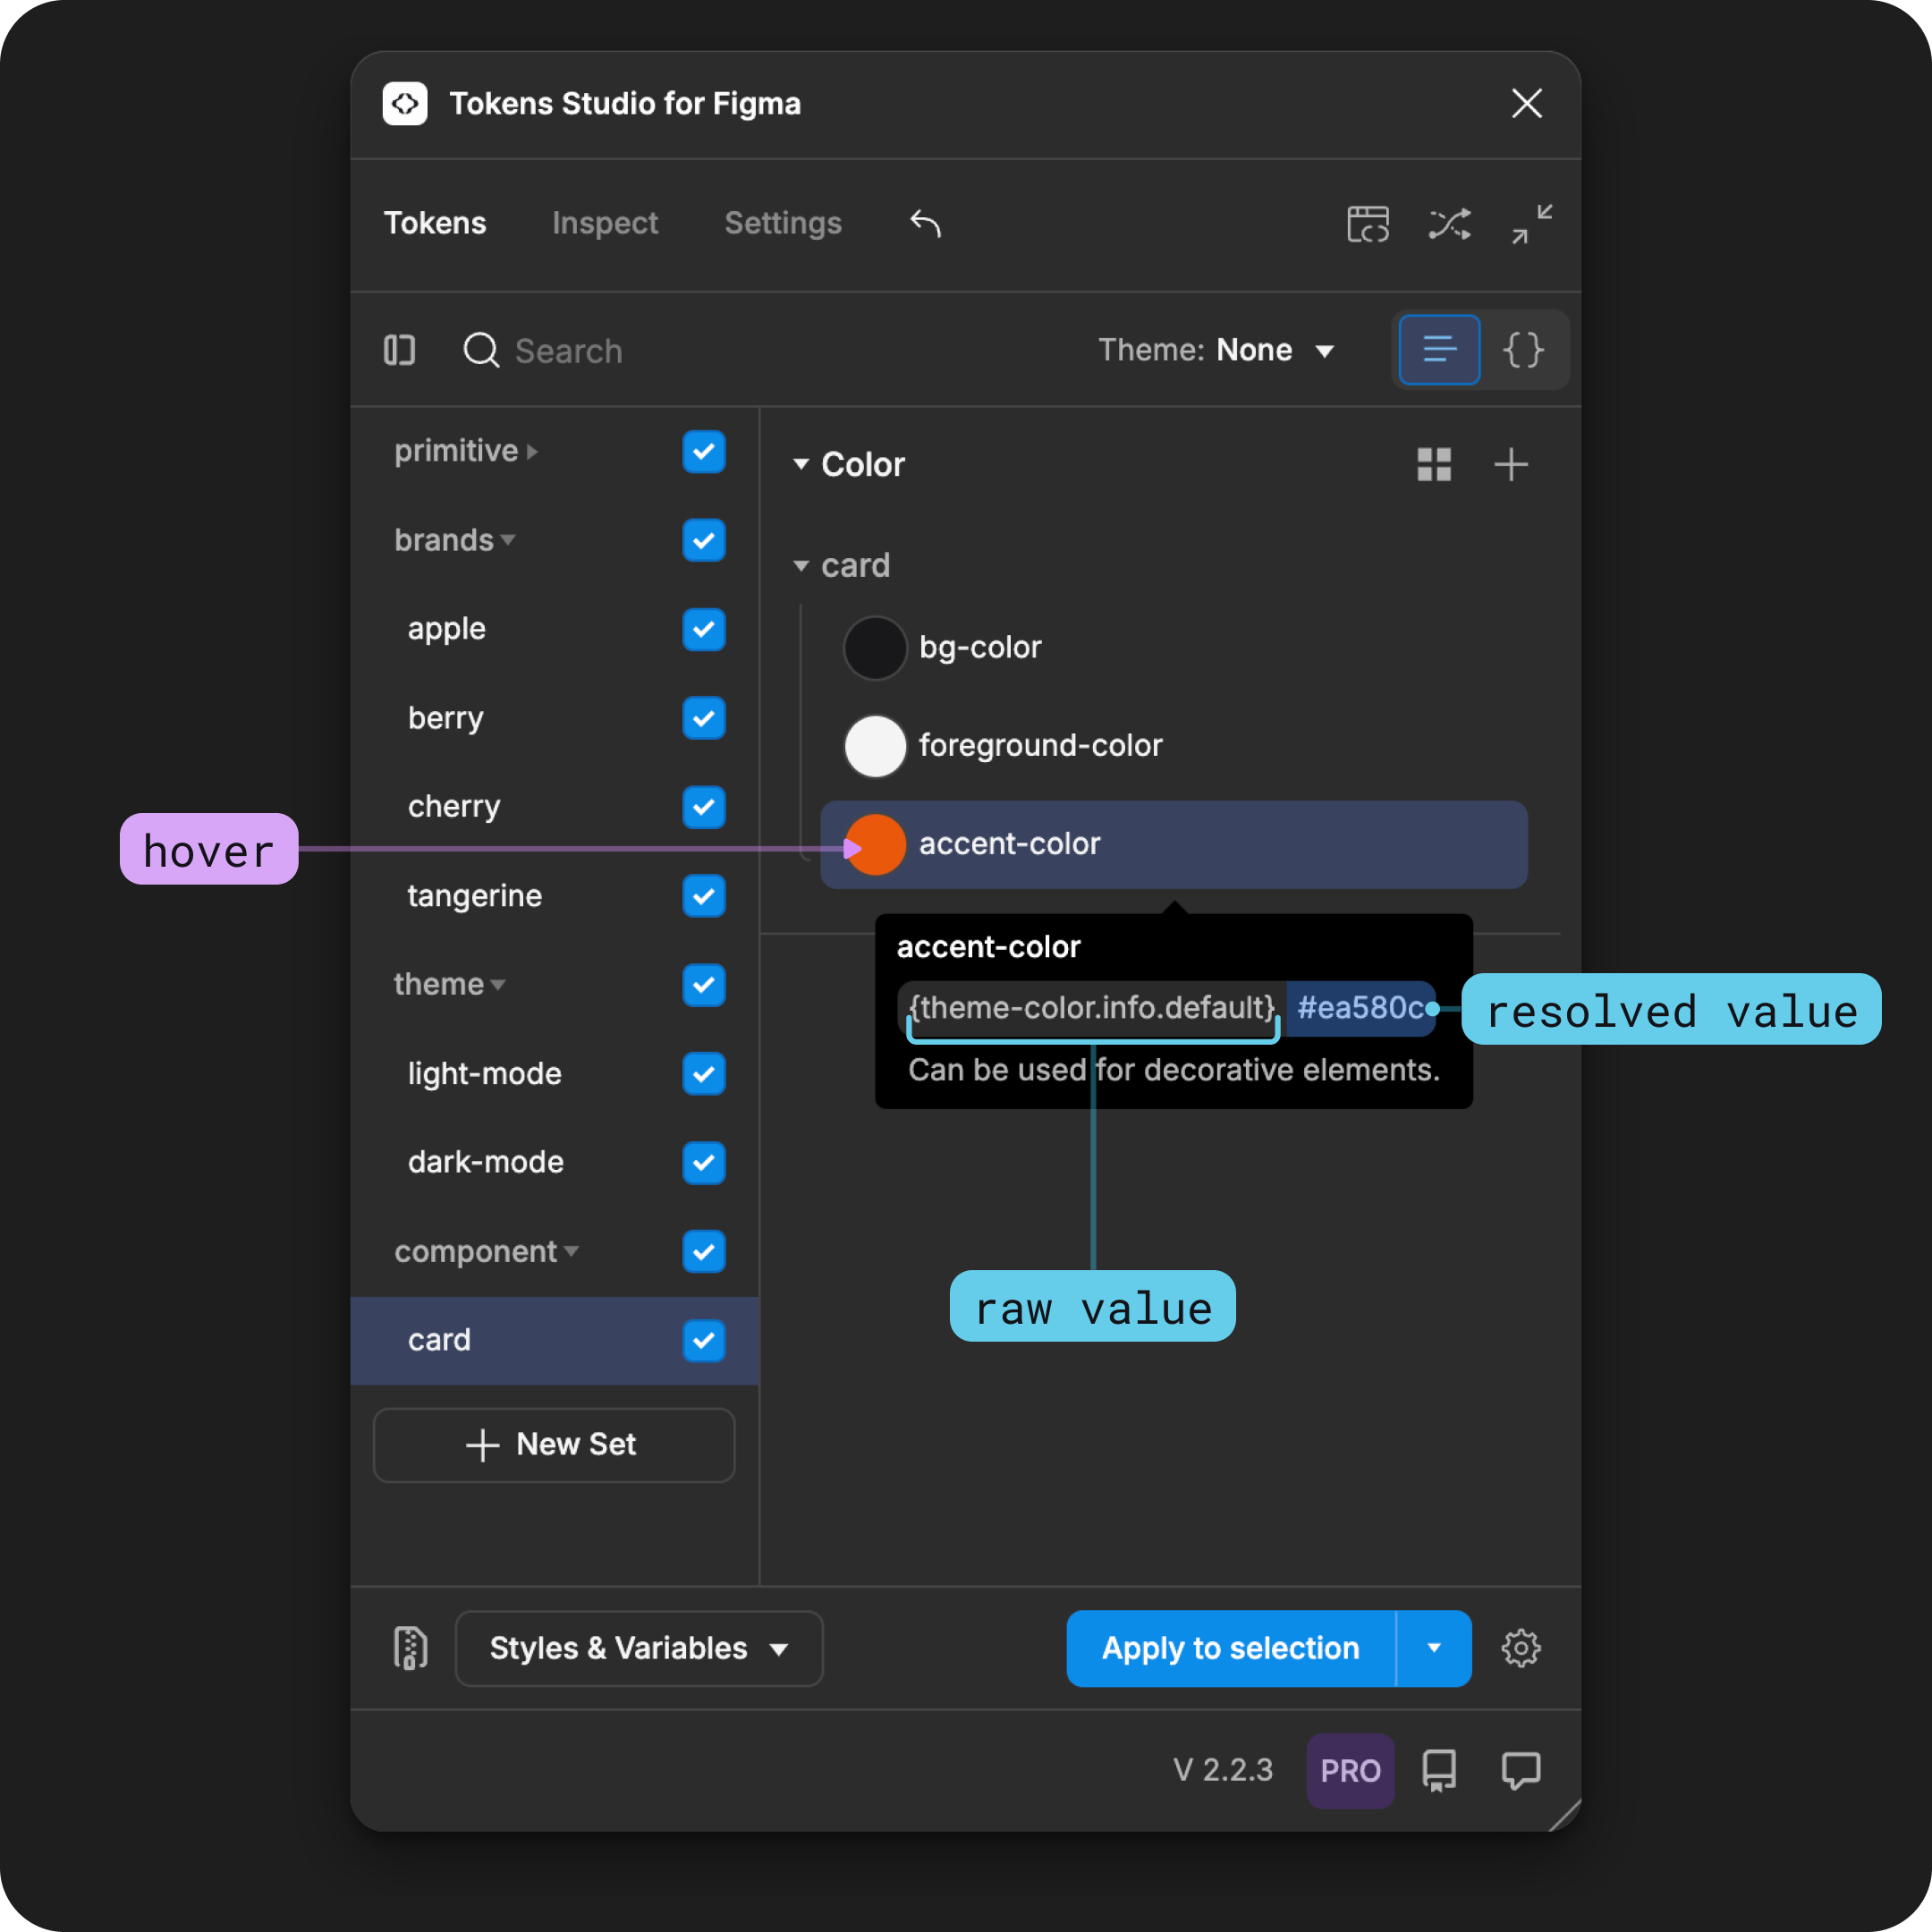 Tokens Studio for Figma
Tokens Inspect Settings
Search Theme: None {}
primitive
brands
apple
berry
cherry
tangerine
theme
light-mode
dark-mode
component
card
New Set
Color
card
bg-color
foreground-color
accent-color
hover
accent-color
{theme-color.info.default} #ea580c
resolved value
Can be used for decorative elements.
raw value
Styles & Variables Apply to selection
V 2.2.3 PRO